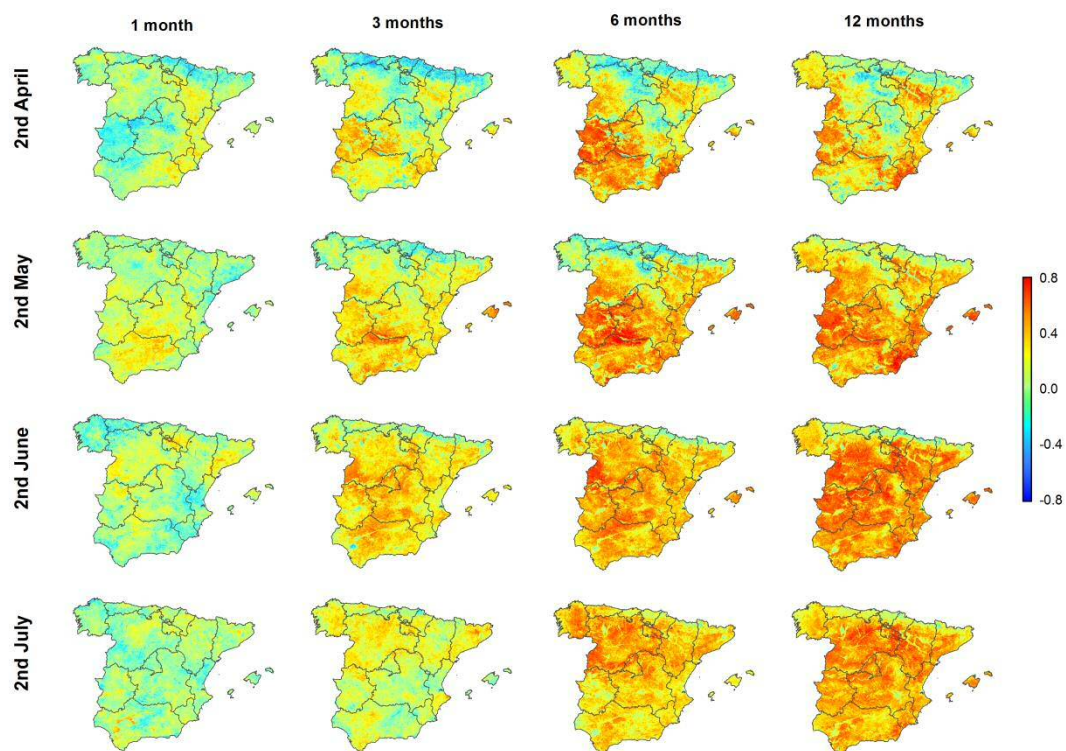 1 month
3 months
6 months
12 months
2nd April
2nd May
2nd June
2nd July
0.8
0.4
0.0
-0.4
-0.8